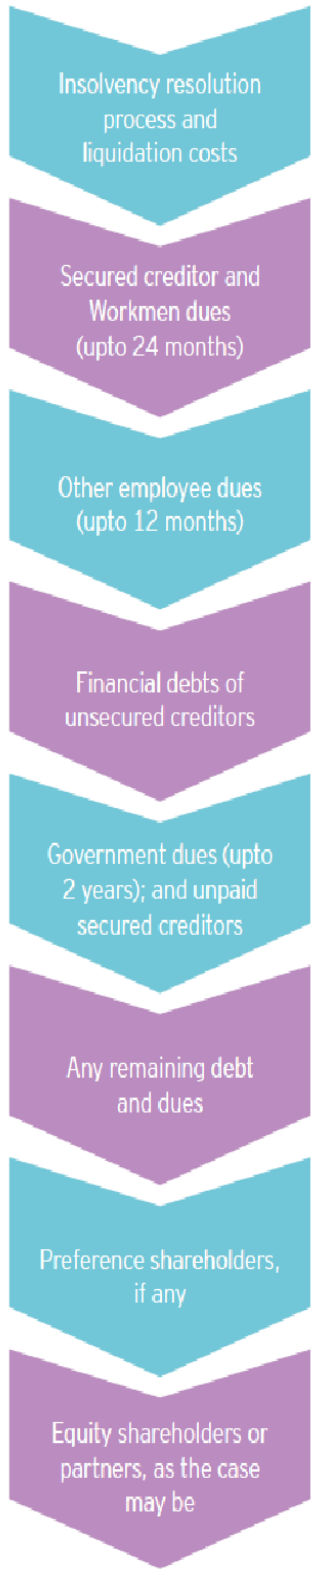 Insolvency resolution
process and
liquidation costs
Secured creditor and
Workmen dues
(upto 24 months)
Other employee dues
(upto 12 months)
Financial debts of
unsecured creditors
Government dues (upto
2 years); and unpaid
secured creditors
Any remaining debt
and dues
Preference shareholders,
if any
Equity shareholders or
partners, as the case
may be